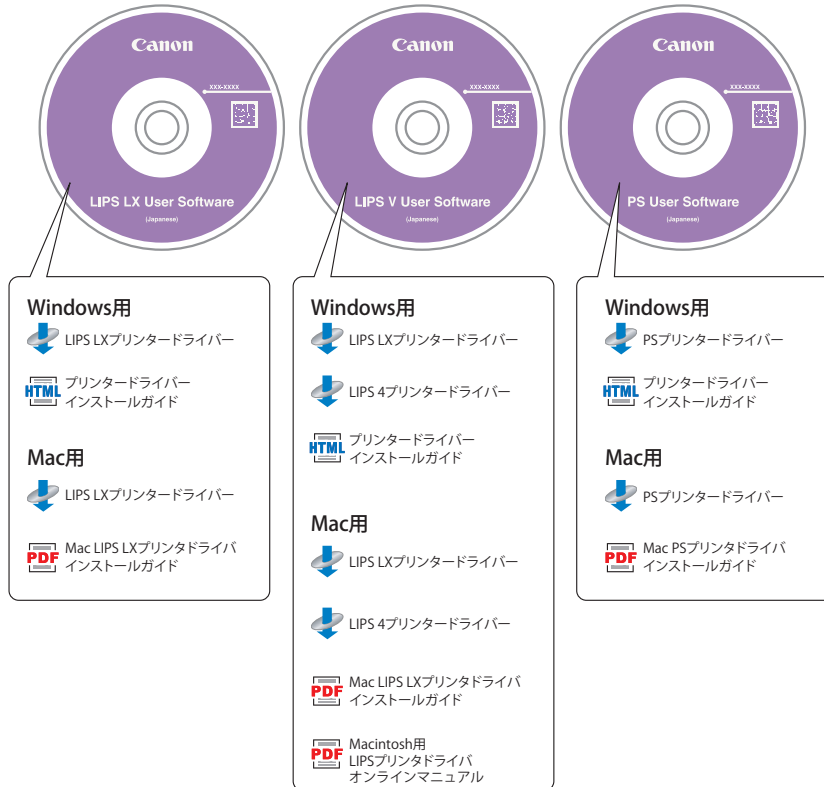 Canon
XXX-XXXX
LIPS LX User Software
(Japanese)
Windows用
LIPS LXプリンタードライバー
HTML
プリンタードライバー
インストールガイド
Mac用
LIPS LXプリンタードライバー
PDF
Mac LIPS LXプリンタドライバ
インストールガイド
Canon
XXX-XXXX
LIPS V User Software
(Japanese)
Windows用
LIPS LXプリンタードライバー
LIPS 4プリンタードライバー
HTML
プリンタードライバー
インストールガイド
Mac用
LIPS LXプリンタードライバー
LIPS 4プリンタードライバー
PDF
Mac LIPS LXプリンタドライバ
インストールガイド
PDF
Macintosh用
LIPSプリンタドライバ
オンラインマニュアル
Canon
XXX-XXXX
PS User Software
(Japanese)
Windows用
PSプリンタードライバー
HTML
プリンタードライバー
インストールガイド
Mac用
PSプリンタードライバー
PDF
Mac PSプリンタドライバ
インストールガイド